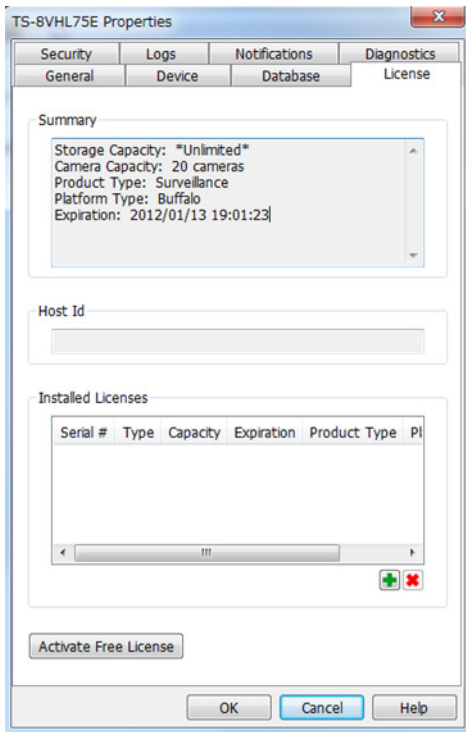 TS-8VHL75E Properties
Security Logs Notifications Diagnostics
General Device Database License
Summary
Storage Capacity: *Unlimited*
Camera Capacity: 20 cameras
Product Type: Surveillance
Platform Type: Buffalo
Expiration: 2012/01/13 19:01:23
Host Id
Installed Licenses
Serial # Type Capacity Expiration Product Type Pl
Activate Free License
OK Cancel Help